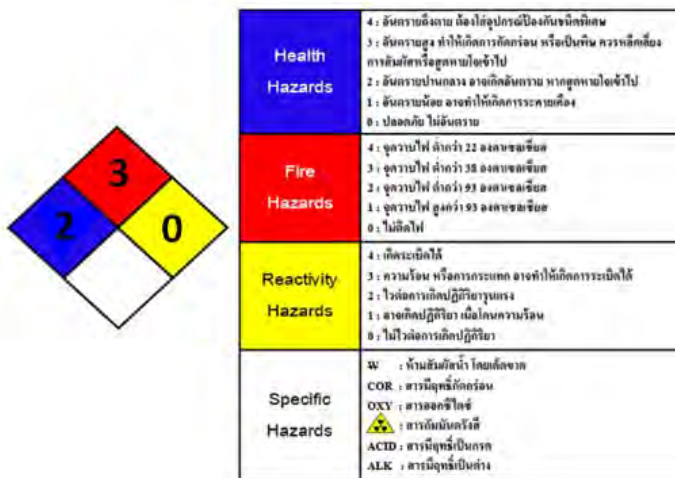 3
2
0
Health
Hazards
4 : อันตรายถึงตาย ต้องใส่อุปกรณ์ป้องกันชนิดพิเศษ
3 : อันตรายสูง ทำให้เกิดการกัดกร่อน หรือเป็นพิษ ควรหลีกเลี่ยง
การสัมผัสหรือสูดหายใจเข้าไป
2 : อันตรายปานกลาง อาจเกิดอันตราย หากสูดหายใจเข้าไป
1 : อันตรายน้อย อาจทำให้เกิดการระคายเคือง
0 : ปลอดภัย ไม่อันตราย
Fire
Hazards
4 : จุดวาบไฟ ต่ำกว่า 22 องศาเซลเซียส
3 : จุดวาบไฟ ต่ำกว่า 38 องศาเซลเซียส
2 : จุดวาบไฟ ต่ำกว่า 93 องศาเซลเซียส
1 : จุดวาบไฟ สูงกว่า 93 องศาเซลเซียส
0 : ไม่ติดไฟ
Reactivity
Hazards
4 : เกิดระเบิดได้
3 : ความร้อน หรือการกระแทก อาจทำให้เกิดการระเบิดได้
2 : ไวต่อการเกิดปฏิกิริยารุนแรง
1 : อาจเกิดปฏิกิริยา เมื่อโดนความร้อน
0 : ไม่ไวต่อการเกิดปฏิกิริยา
Specific
Hazards
W : ห้ามสัมผัสน้ำ โดยเด็ดขาด
COR : สารมีฤทธิ์กัดกร่อน
OXY : สารออกซิไดซ์
: สารกัมมันตรังสี
ACID : สารมีฤทธิ์เป็นกรด
ALK : สารมีฤทธิ์เป็นด่าง